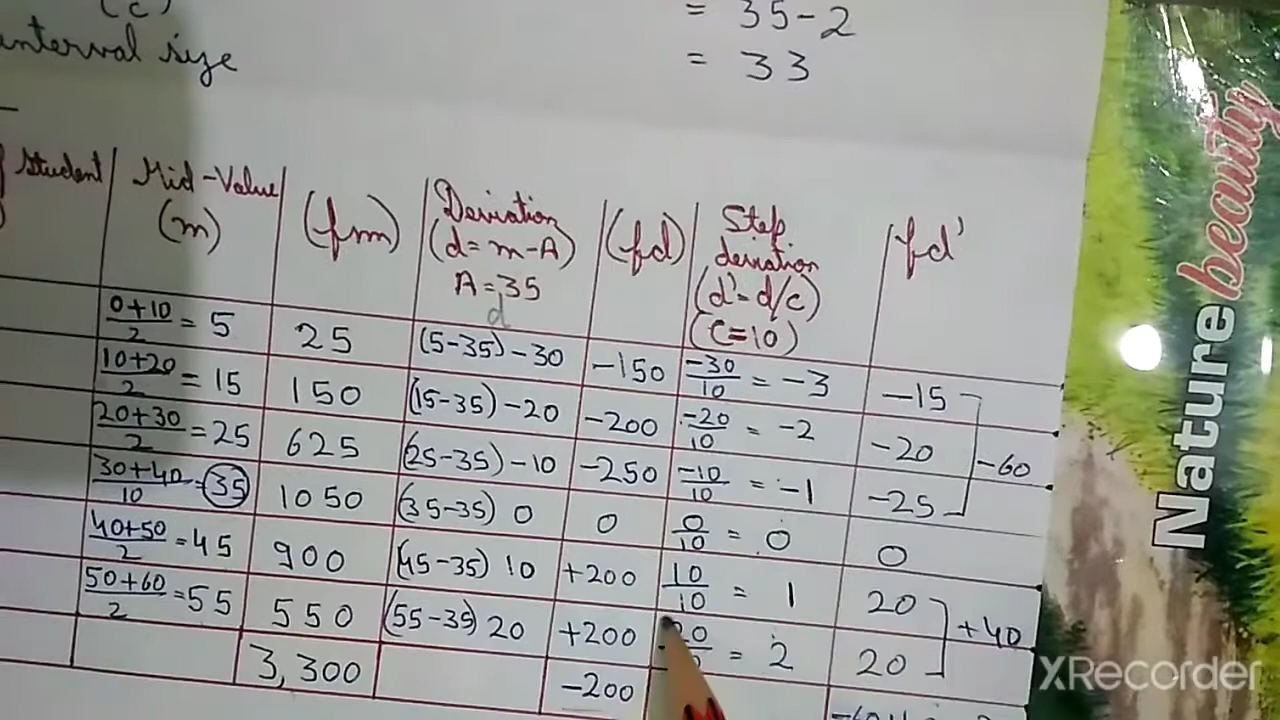 (c)
= 35-2
interval size
= 33
Student
Mid-Value (m)
(fm)
Deviation (d=m-A) A=35
d
(fd)
Step deviation (d'=d/c) (C=10)
fd'
0+10/2 = 5 25 (5-35) -30 -150 -30/10 = -3 -15
10+20/2 = 15 150 (15-35) -20 -200 -20/10 = -2 -20
20+30/2 = 25 625 (25-35) -10 -250 -10/10 = -1 -25
-60
30+40/10 = 35 1050 (35-35) 0 0 0/10 = 0 0
40+50/2 = 45 900 (45-35) 10 +200 10/10 = 1 20
50+60/2 = 55 550 (55-35) 20 +200 20 = 2 20
+40
3,300 -200
Nature beauty
XRecorder